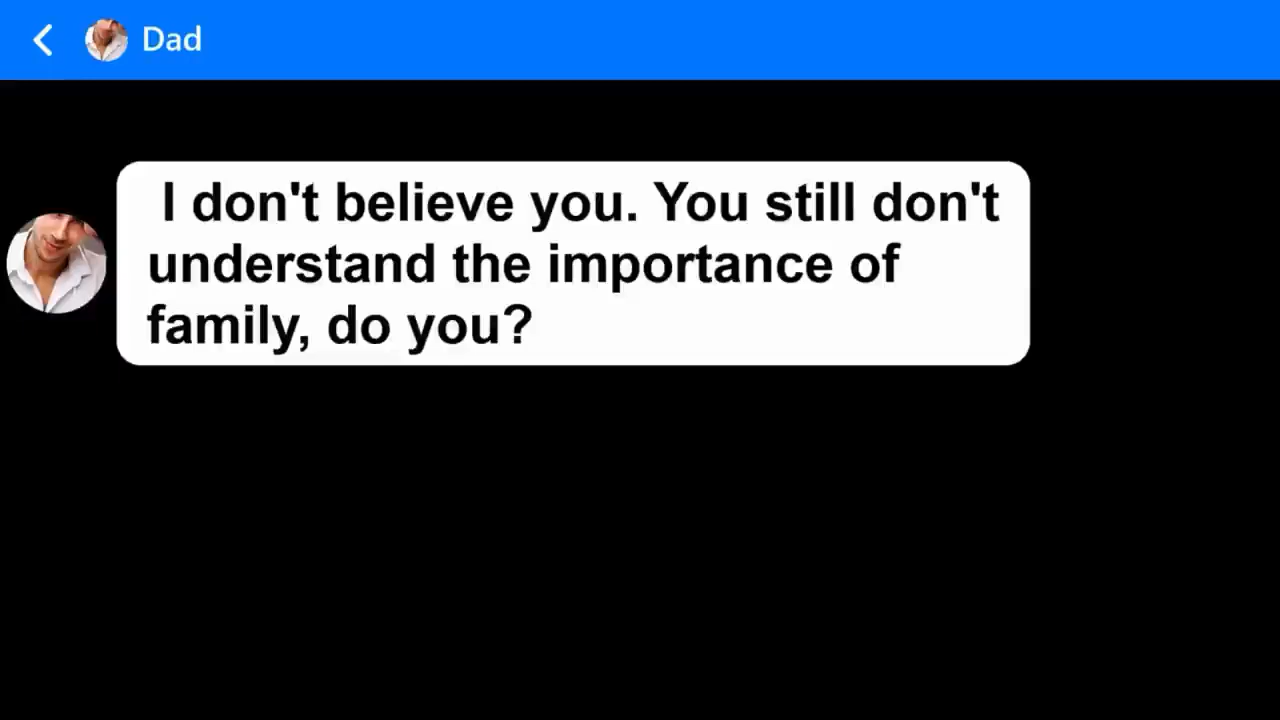 Dad
I don't believe you. You still don't
understand the importance of
family, do you?